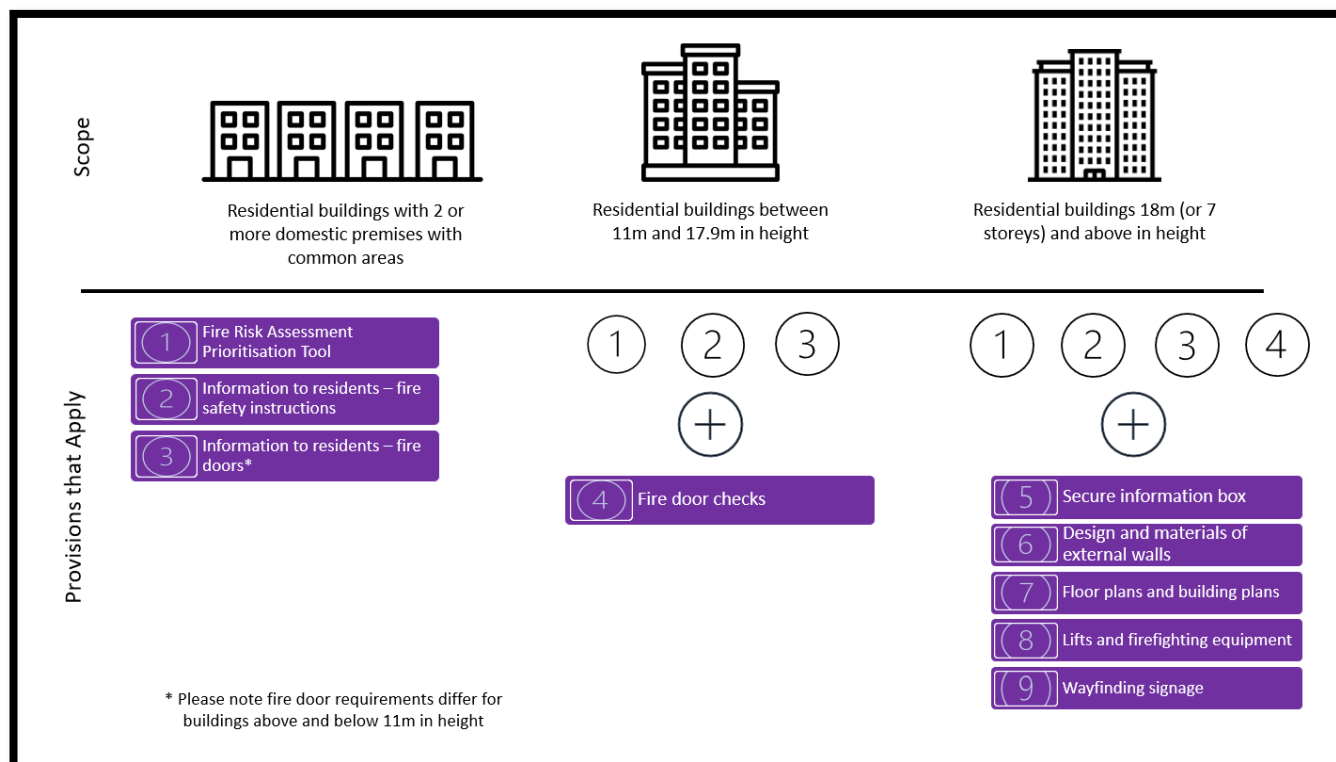 Scope
Residential buildings with 2 or
more domestic premises with
common areas
Residential buildings between
11m and 17.9m in height
Residential buildings 18m (or 7
storeys) and above in height
Provisions that Apply
1 Fire Risk Assessment
Prioritisation Tool
2 Information to residents – fire
safety instructions
3 Information to residents – fire
doors*
1 2 3
+
4 Fire door checks
1 2 3 4
+
5 Secure information box
6 Design and materials of
external walls
7 Floor plans and building plans
8 Lifts and firefighting equipment
9 Wayfinding signage
* Please note fire door requirements differ for
buildings above and below 11m in height